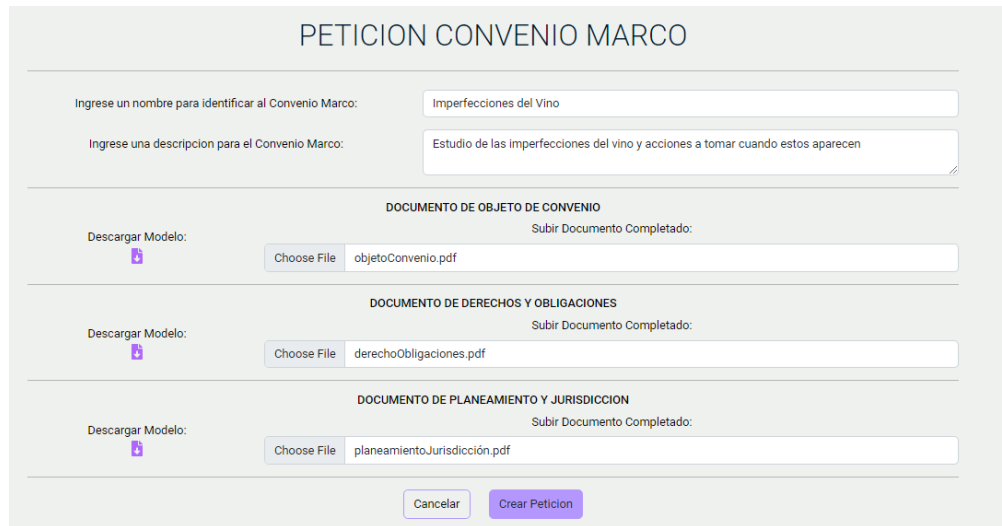 PETICION CONVENIO MARCO
Ingrese un nombre para identificar al Convenio Marco:
Imperfecciones del Vino
Ingrese una descripcion para el Convenio Marco:
Estudio de las imperfecciones del vino y acciones a tomar cuando estos aparecen
DOCUMENTO DE OBJETO DE CONVENIO
Descargar Modelo:
Subir Documento Completado:
Choose File
objetoConvenio.pdf
DOCUMENTO DE DERECHOS Y OBLIGACIONES
Descargar Modelo:
Subir Documento Completado:
Choose File
derechoObligaciones.pdf
DOCUMENTO DE PLANEAMIENTO Y JURISDICCION
Descargar Modelo:
Subir Documento Completado:
Choose File
planeamientoJurisdicción.pdf
Cancelar
Crear Peticion